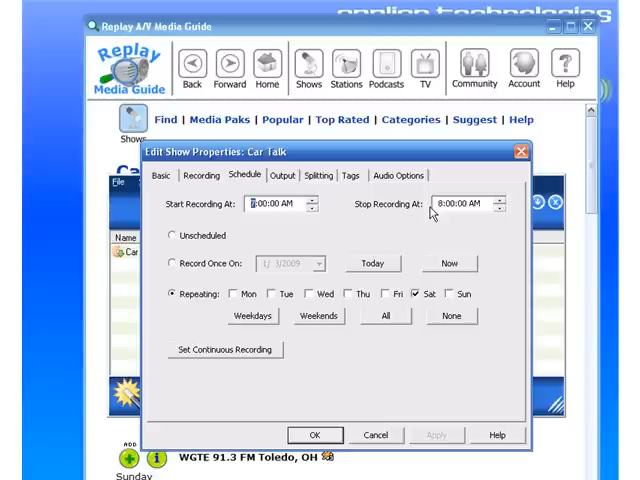 applian technologies
Replay A/V Media Guide
Replay
Media Guide
Back Forward Home Shows Stations Podcasts TV Community Account Help
Find | Media Paks | Popular | Top Rated | Categories | Suggest | Help
Shows
Edit Show Properties: Car Talk
Basic Recording Schedule Output Splitting Tags Audio Options
File
Start Recording At: 7:00:00 AM Stop Recording At: 8:00:00 AM
Unscheduled
Name
Car
Record Once On: 1/ 3/2009 Today Now
Repeating: Mon Tue Wed Thu Fri Sat Sun
Weekdays Weekends All None
Set Continuous Recording
OK Cancel Apply Help
ADD
WGTE 91.3 FM Toledo, OH
Sunday